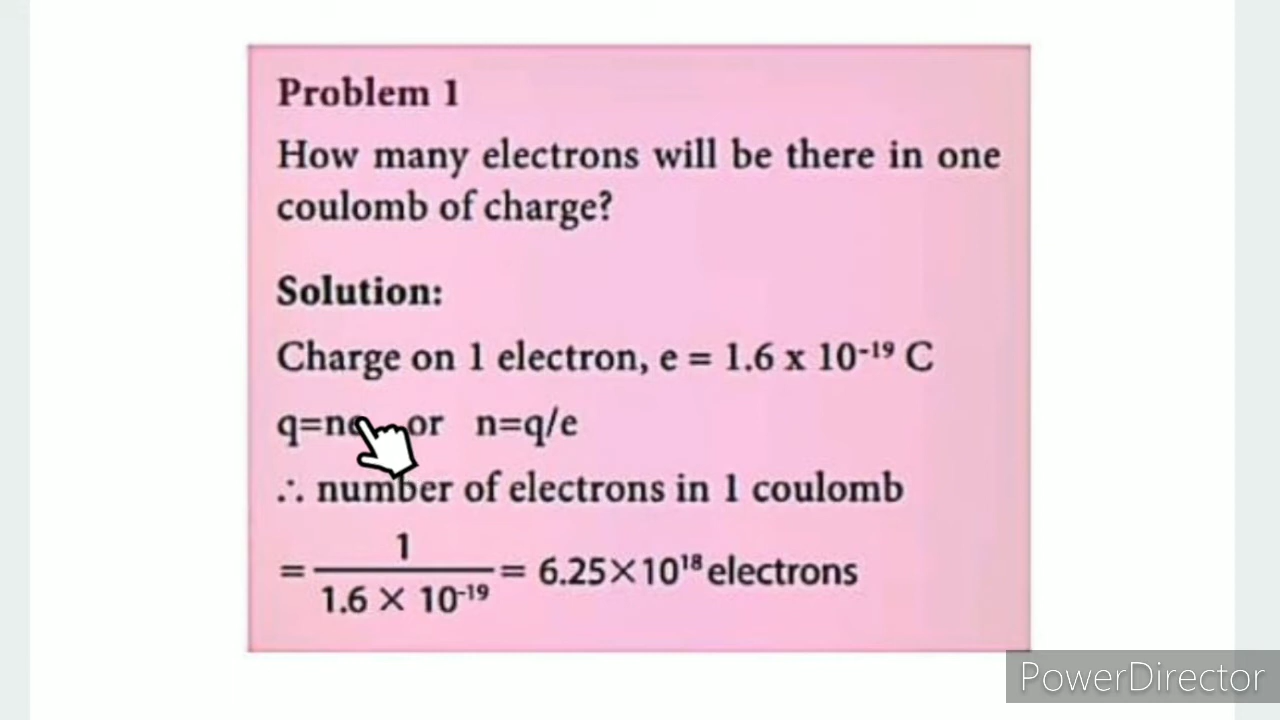 Problem 1
How many electrons will be there in one
coulomb of charge?
Solution:
Charge on 1 electron, e = 1.6 x 10⁻¹⁹ C
q=ne or n=q/e
∴ number of electrons in 1 coulomb
= 1 / 1.6 × 10⁻¹⁹ = 6.25×10¹⁸ electrons
PowerDirector